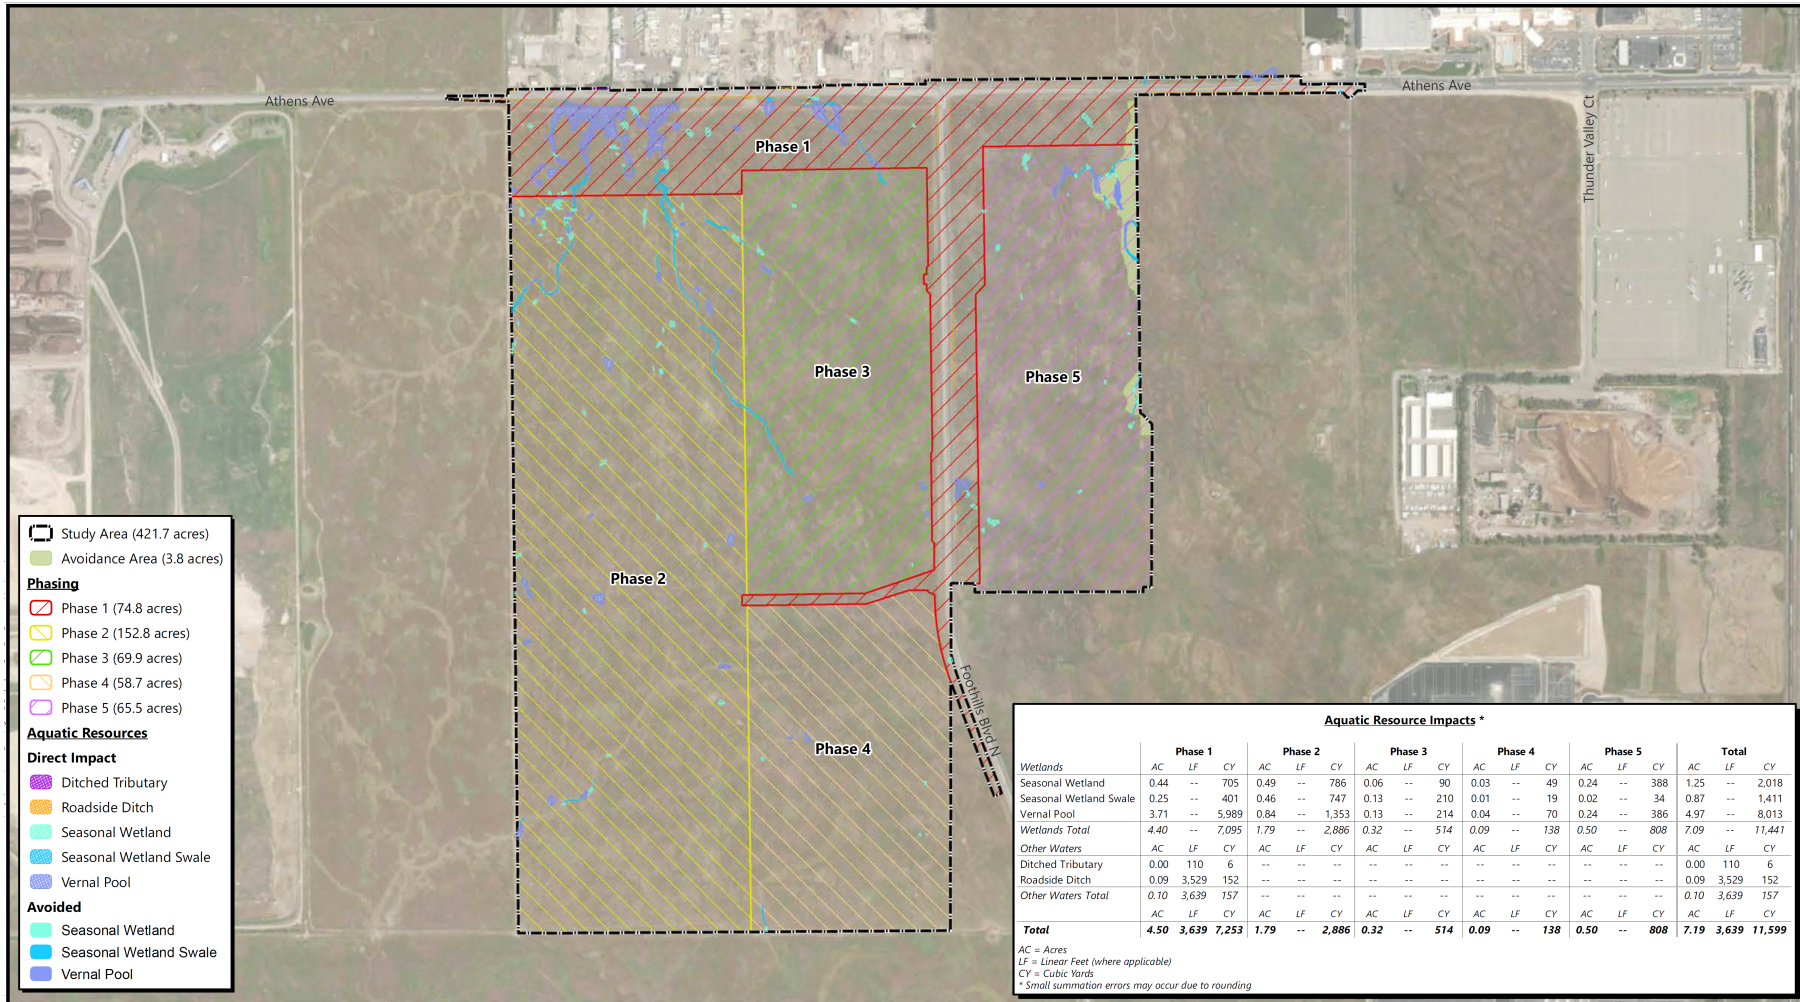 Athens Ave
Athens Ave
Thunder Valley Ct
Phase 1
Phase 3
Phase 5
Phase 2
Phase 4
Foothills Blvd N
Study Area (421.7 acres)
Avoidance Area (3.8 acres)
Phasing
Phase 1 (74.8 acres)
Phase 2 (152.8 acres)
Phase 3 (69.9 acres)
Phase 4 (58.7 acres)
Phase 5 (65.5 acres)
Aquatic Resources
Direct Impact
Ditched Tributary
Roadside Ditch
Seasonal Wetland
Seasonal Wetland Swale
Vernal Pool
Avoided
Seasonal Wetland
Seasonal Wetland Swale
Vernal Pool
Aquatic Resource Impacts *
Phase 1 Phase 2 Phase 3 Phase 4 Phase 5 Total
Wetlands AC LF CY AC LF CY AC LF CY AC LF CY AC LF CY AC LF CY
Seasonal Wetland 0.44 -- 705 0.49 -- 786 0.06 -- 90 0.03 -- 49 0.24 -- 388 1.25 -- 2,018
Seasonal Wetland Swale 0.25 -- 401 0.46 -- 747 0.13 -- 210 0.01 -- 19 0.02 -- 34 0.87 -- 1,411
Vernal Pool 3.71 -- 5,989 0.84 -- 1,353 0.13 -- 214 0.04 -- 70 0.24 -- 386 4.97 -- 8,013
Wetlands Total 4.40 -- 7,095 1.79 -- 2,886 0.32 -- 514 0.09 -- 138 0.50 -- 808 7.09 -- 11,441
Other Waters AC LF CY AC LF CY AC LF CY AC LF CY AC LF CY AC LF CY
Ditched Tributary 0.00 110 6 -- -- -- -- -- -- -- -- -- -- -- -- 0.00 110 6
Roadside Ditch 0.09 3,529 152 -- -- -- -- -- -- -- -- -- -- -- -- 0.09 3,529 152
Other Waters Total 0.10 3,639 157 -- -- -- -- -- -- -- -- -- -- -- -- 0.10 3,639 157
AC LF CY AC LF CY AC LF CY AC LF CY AC LF CY AC LF CY
Total 4.50 3,639 7,253 1.79 -- 2,886 0.32 -- 514 0.09 -- 138 0.50 -- 808 7.19 3,639 11,599
AC = Acres
LF = Linear Feet (where applicable)
CY = Cubic Yards
* Small summation errors may occur due to rounding